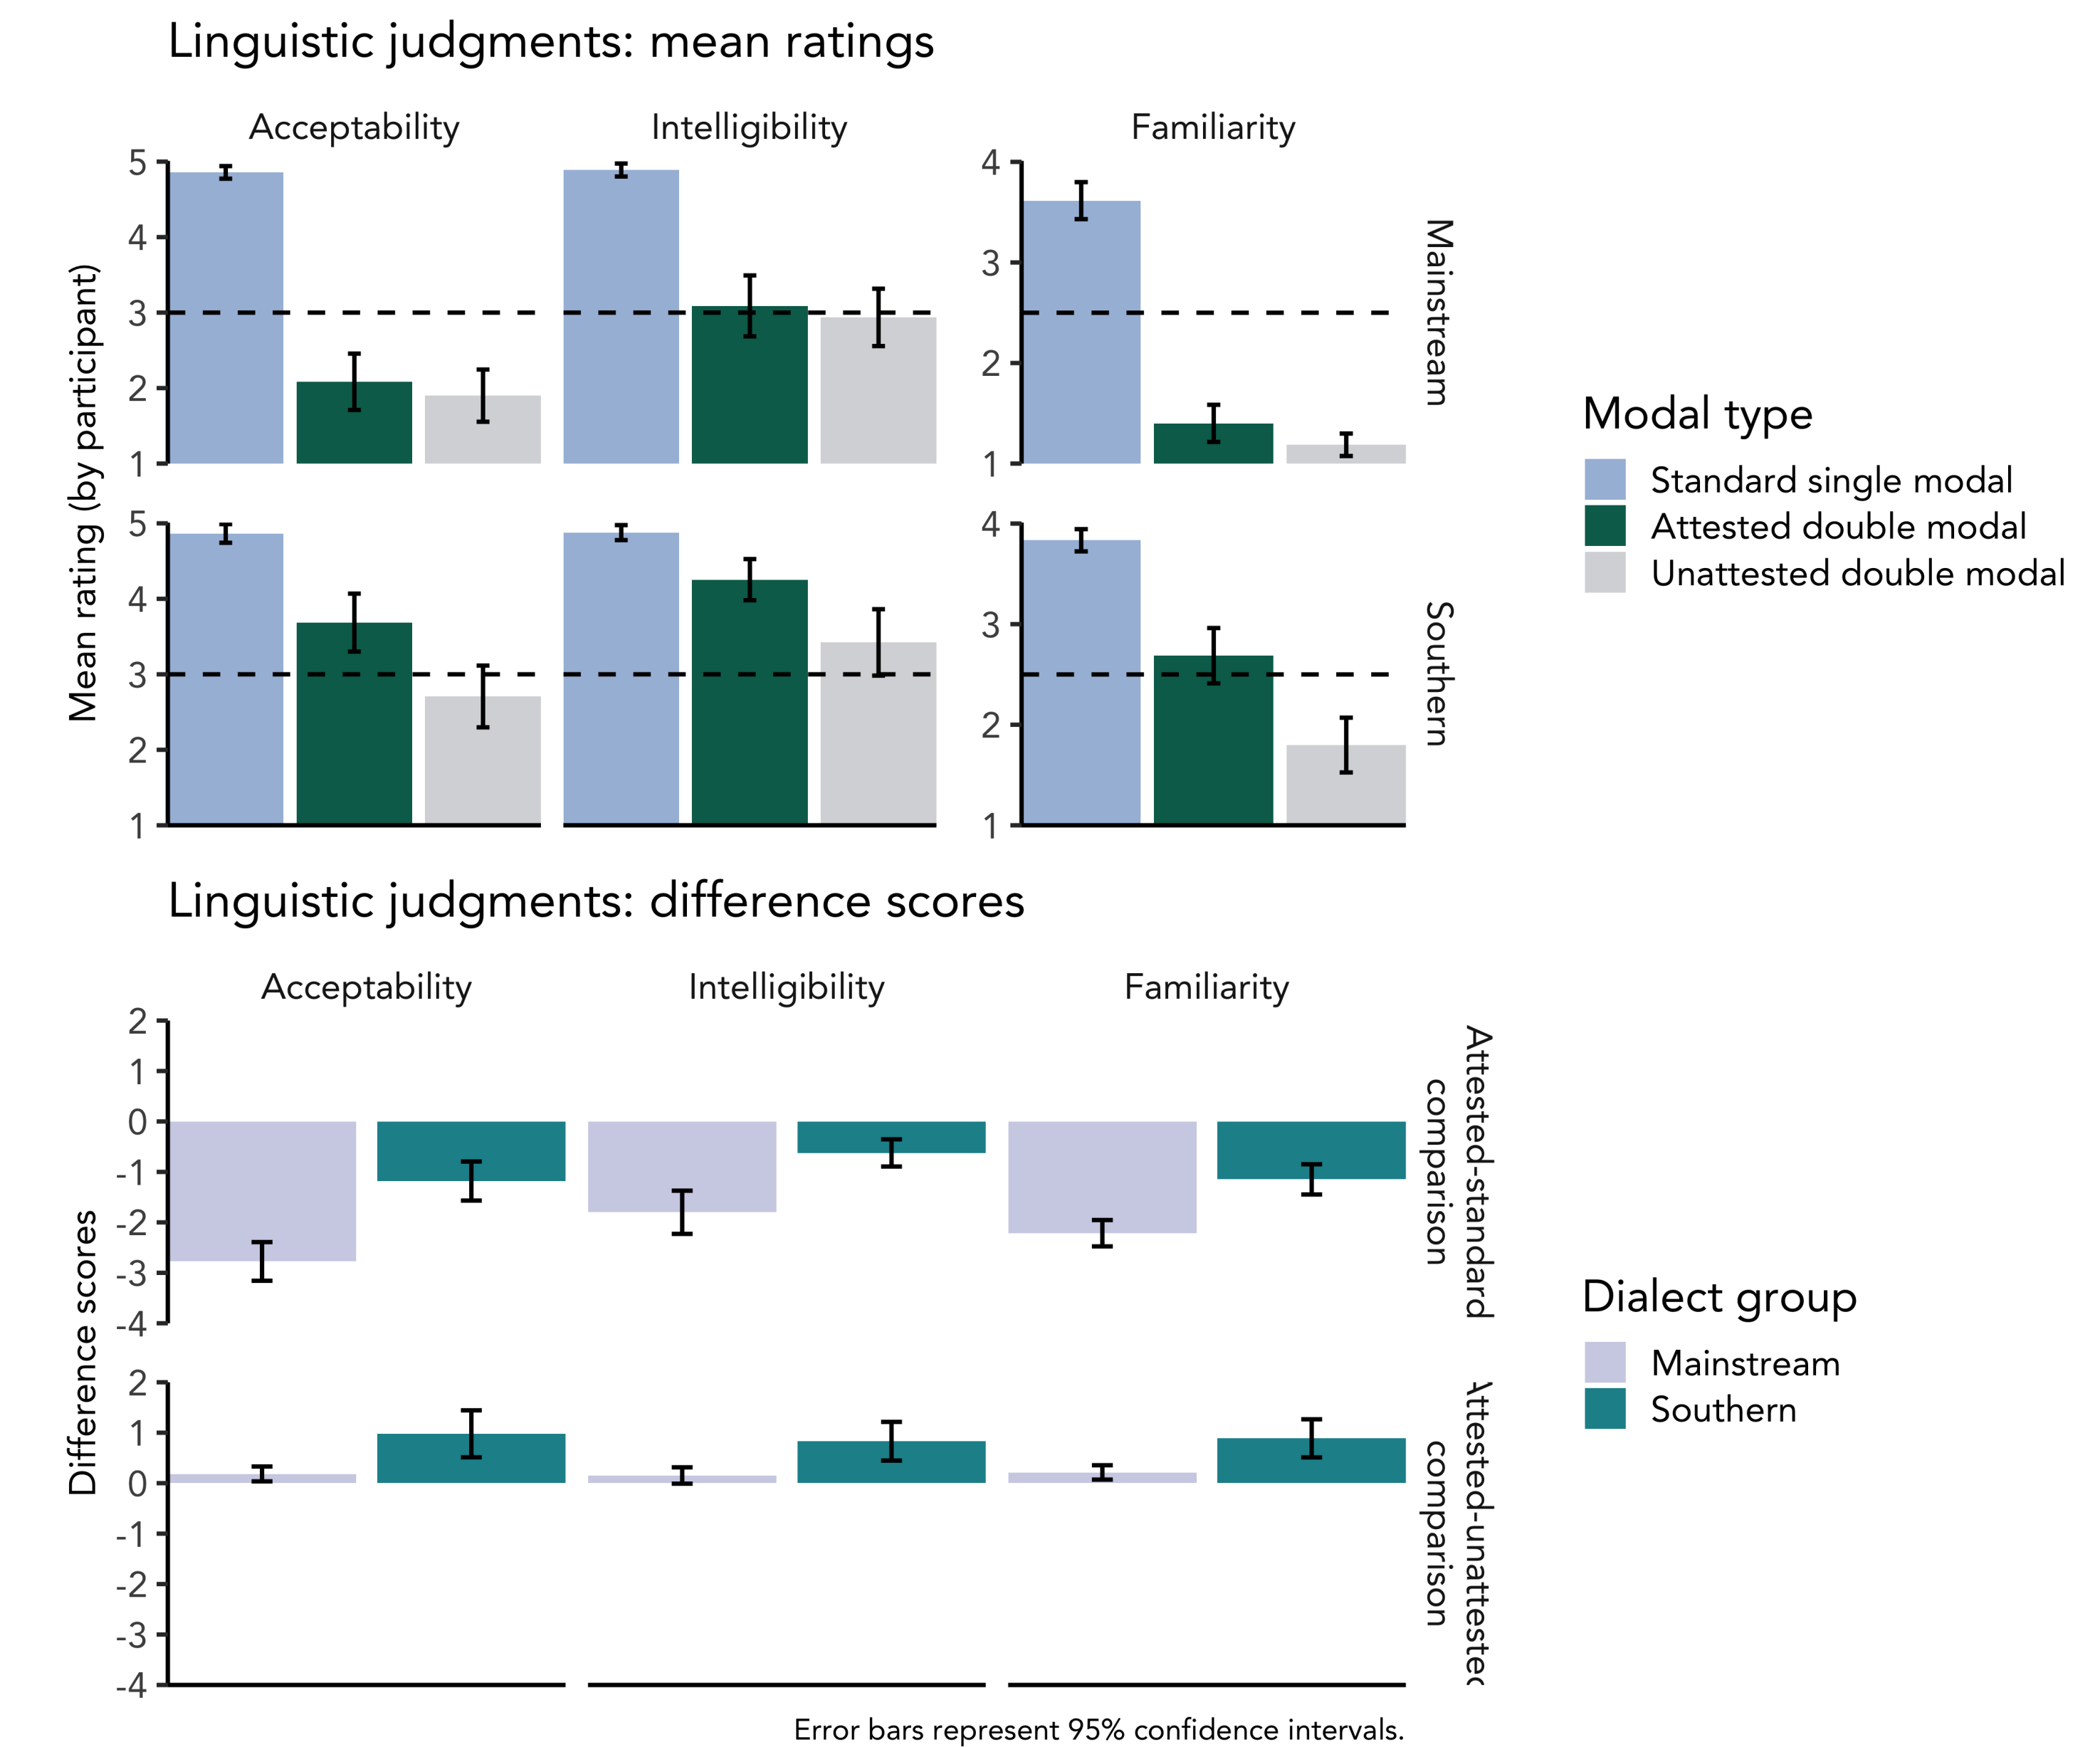 Linguistic judgments: mean ratings
Acceptability
Intelligibility
Familiarity
Mean rating (by participant)
5
4
3
2
1
4
3
2
1
Mainstream
5
4
3
2
1
4
3
2
1
Southern
Modal type
Standard single modal
Attested double modal
Unattested double modal
Linguistic judgments: difference scores
Acceptability
Intelligibility
Familiarity
Difference scores
2
1
0
-1
-2
-3
-4
Attested-standard
comparison
2
1
0
-1
-2
-3
-4
Attested-unattested
comparison
Dialect group
Mainstream
Southern
Error bars represent 95% confidence intervals.